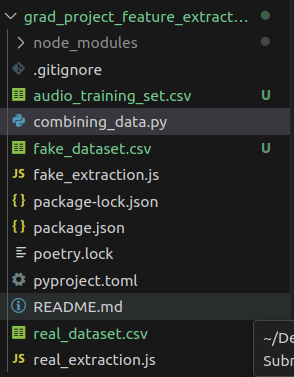 grad_project_feature_extract...
node_modules
.gitignore
audio_training_set.csv U
combining_data.py
fake_dataset.csv U
JS fake_extraction.js
{ } package-lock.json
{ } package.json
poetry.lock
pyproject.toml
README.md
real_dataset.csv
~/De
JS real_extraction.js
Subm